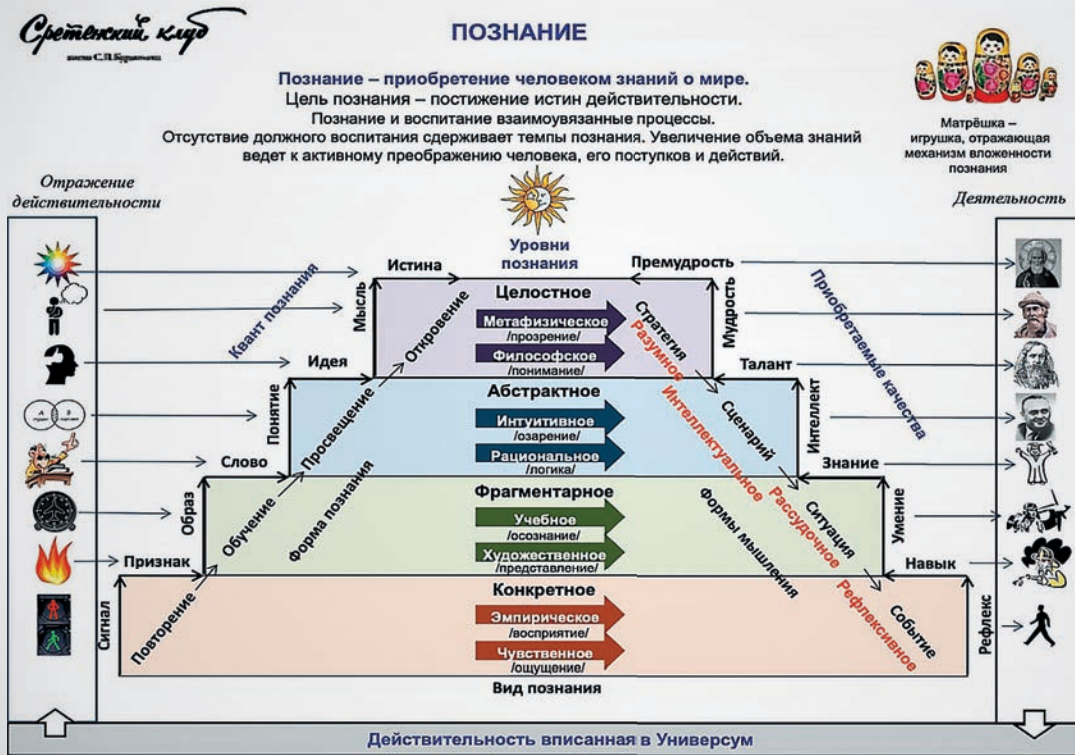 Сретенский клуб
ПОЗНАНИЕ
Познание – приобретение человеком знаний о мире.
Цель познания – постижение истин действительности.
Познание и воспитание взаимоувязанные процессы.
Отсутствие должного воспитания сдерживает темпы познания. Увеличение объема знаний
ведет к активному преображению человека, его поступков и действий.
Матрёшка –
игрушка, отражающая
механизм вложенности
познания
Отражение
действительности
Деятельность
Уровни
познания
Квант познания
Приобретаемые качества
Истина
Премудрость
Мысль
Мудрость
Целостное
Метафизическое
/прозрение/
Философское
/понимание/
Откровение
Стратегия
Разумное
Идея
Талант
Понятие
Интеллект
Абстрактное
Интуитивное
/озарение/
Рациональное
/логика/
Просвещение
Сценарий
Интеллектуальное
Слово
Знание
Образ
Умение
Фрагментарное
Учебное
/осознание/
Художественное
/представление/
Обучение
Форма познания
Формы мышления
Ситуация
Рассудочное
Признак
Навык
Сигнал
Рефлекс
Конкретное
Эмпирическое
/восприятие/
Чувственное
/ощущение/
Повторение
Событие
Рефлексивное
Вид познания
Действительность вписанная в Универсум